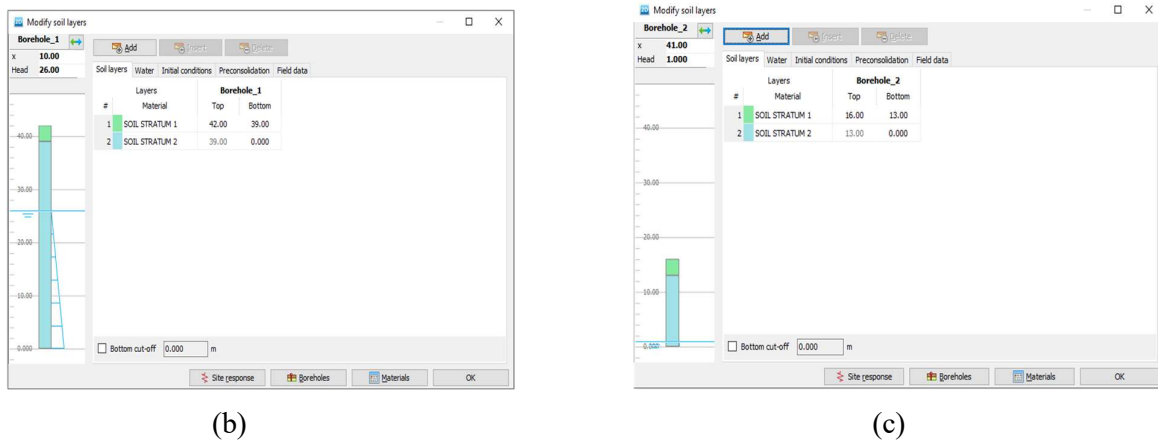 Modify soil layers
Borehole_1
x 10.00
Head 26.00
Add Insert Delete
Soil layers Water Initial conditions Preconsolidation Field data
Layers Borehole_1
# Material Top Bottom
1 SOIL STRATUM 1 42.00 39.00
2 SOIL STRATUM 2 39.00 0.000
40.00
30.00
20.00
10.00
0.000
Bottom cut-off 0.000 m
Site response Boreholes Materials OK
(b)
Modify soil layers
Borehole_2
x 41.00
Head 1.000
Add Insert Delete
Soil layers Water Initial conditions Preconsolidation Field data
Layers Borehole_2
# Material Top Bottom
1 SOIL STRATUM 1 16.00 13.00
2 SOIL STRATUM 2 13.00 0.000
40.00
30.00
20.00
10.00
0.000
Bottom cut-off 0.000 m
Site response Boreholes Materials OK
(c)